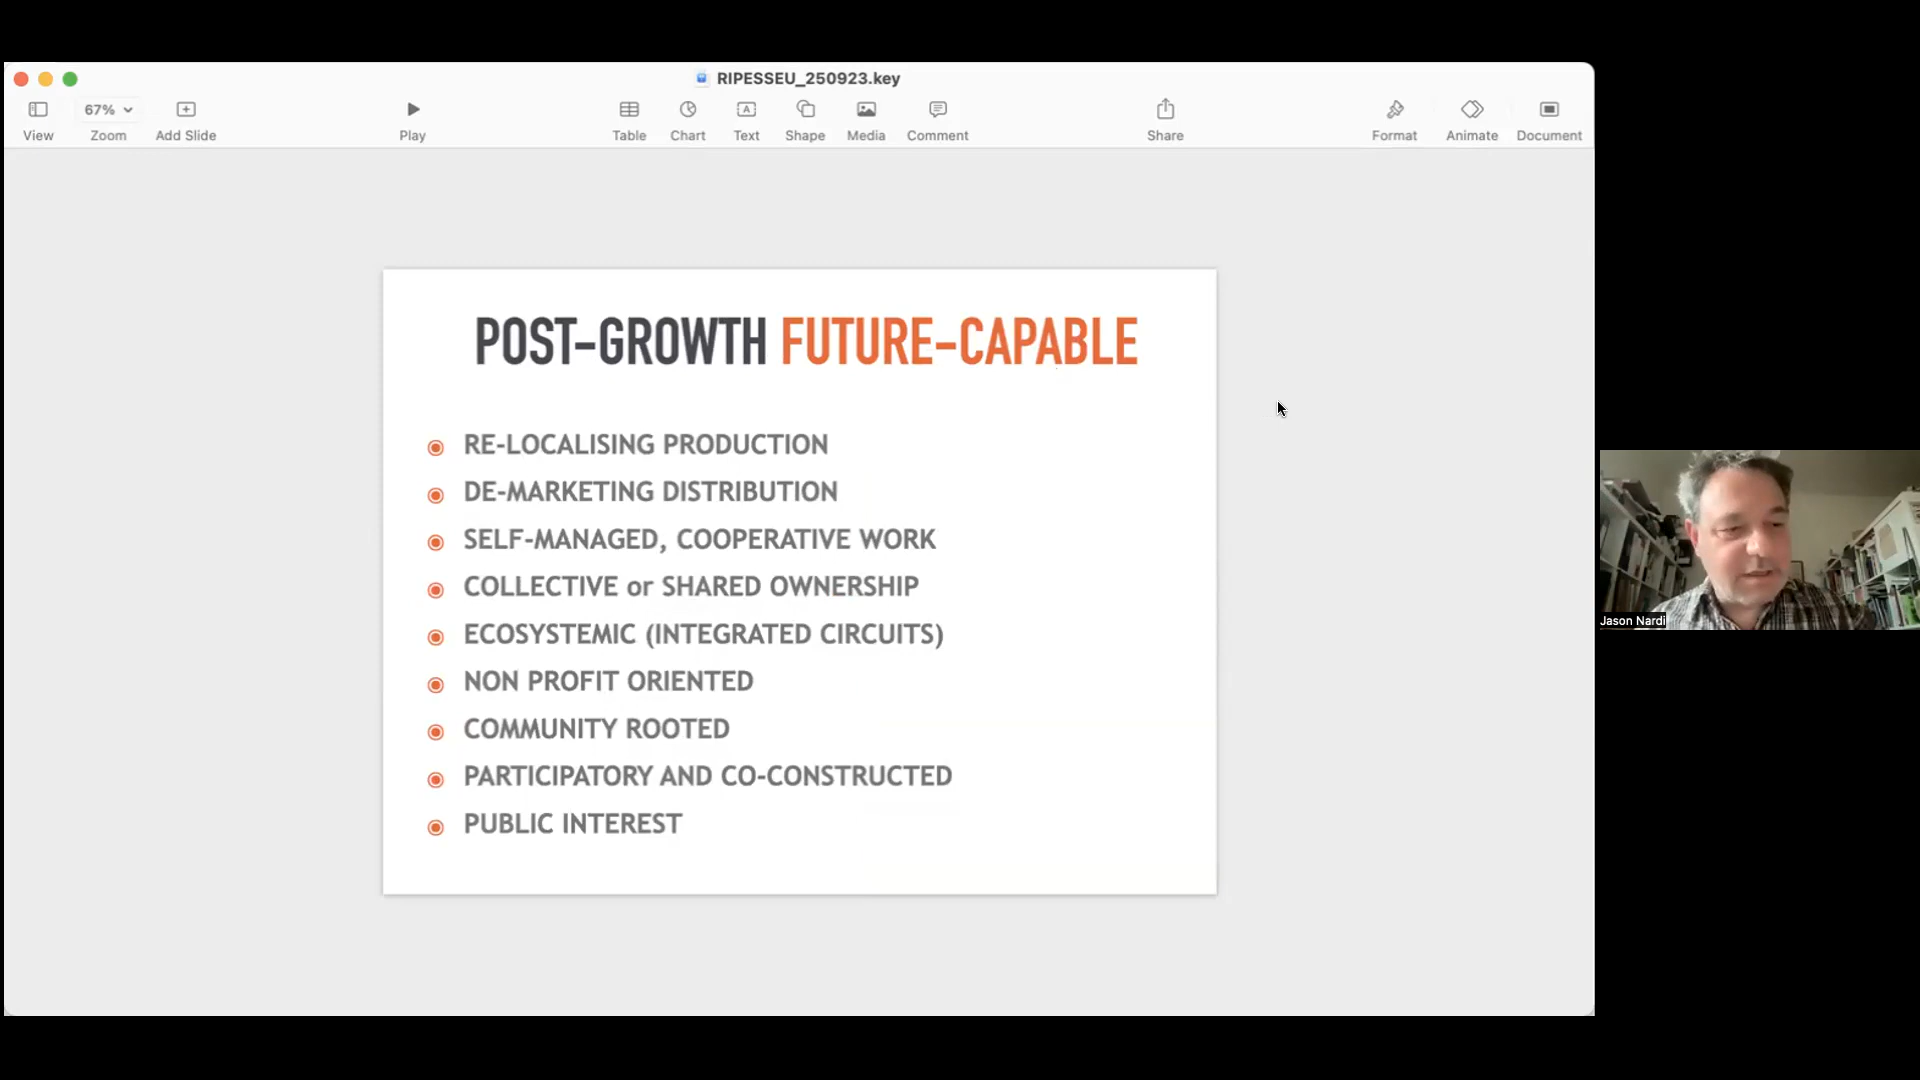 RIPESSEU_250923.key
View
67%
Zoom
Add Slide
Play
Table
Chart
Text
Shape
Media
Comment
Share
Format
Animate
Document
POST-GROWTH FUTURE-CAPABLE
RE-LOCALISING PRODUCTION
DE-MARKETING DISTRIBUTION
SELF-MANAGED, COOPERATIVE WORK
COLLECTIVE or SHARED OWNERSHIP
ECOSYSTEMIC (INTEGRATED CIRCUITS)
NON PROFIT ORIENTED
COMMUNITY ROOTED
PARTICIPATORY AND CO-CONSTRUCTED
PUBLIC INTEREST
Jason Nardi